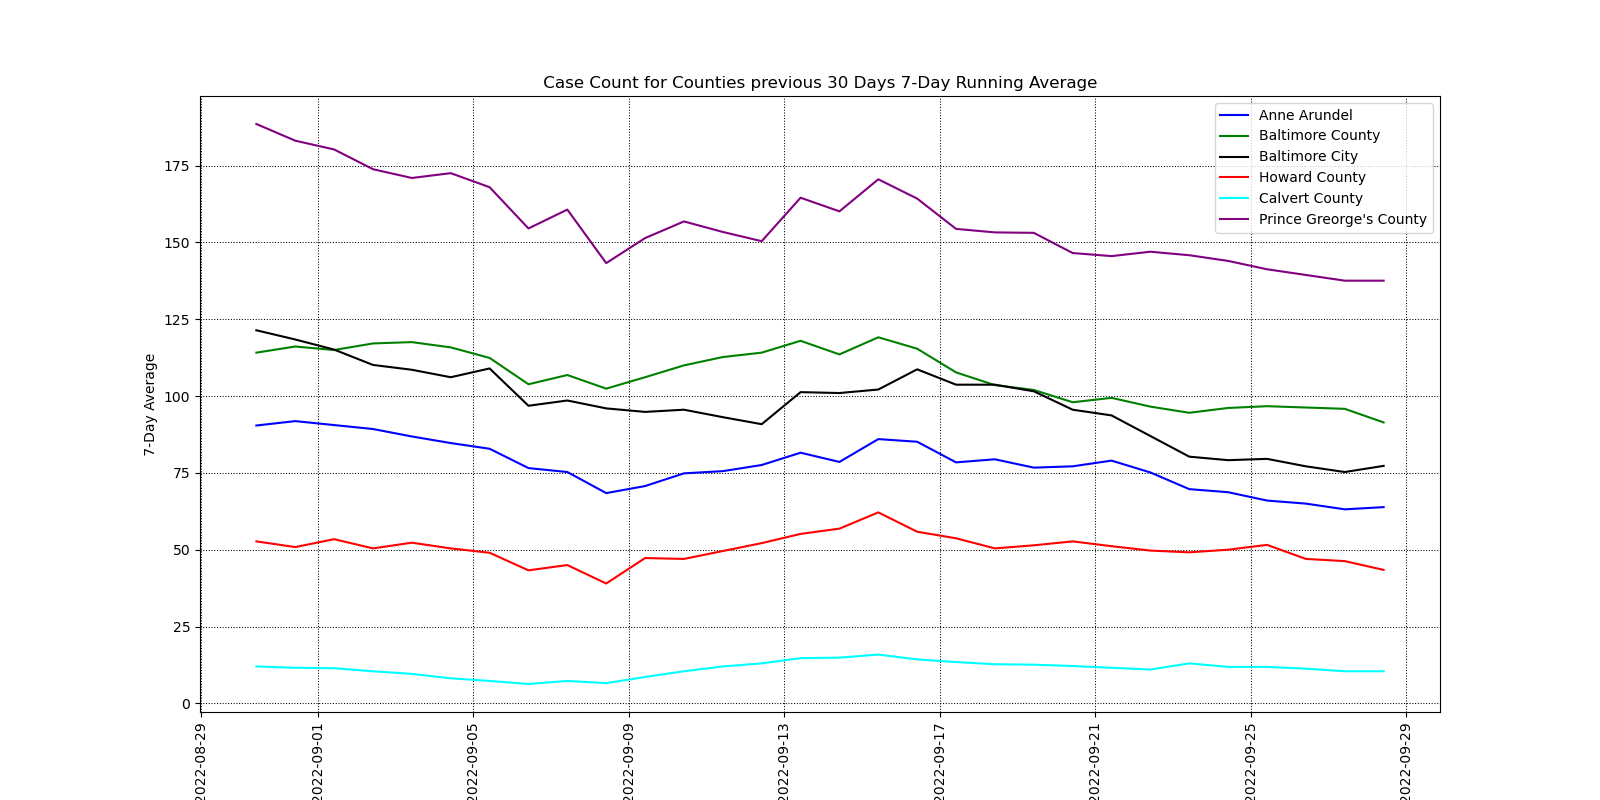 Case Count for Counties previous 30 Days 7-Day Running Average
Anne Arundel
Baltimore County
Baltimore City
Howard County
Calvert County
Prince Greorge's County
7-Day Average
175
150
125
100
75
50
25
0
2022-08-29
2022-09-01
2022-09-05
2022-09-09
2022-09-13
2022-09-17
2022-09-21
2022-09-25
2022-09-29